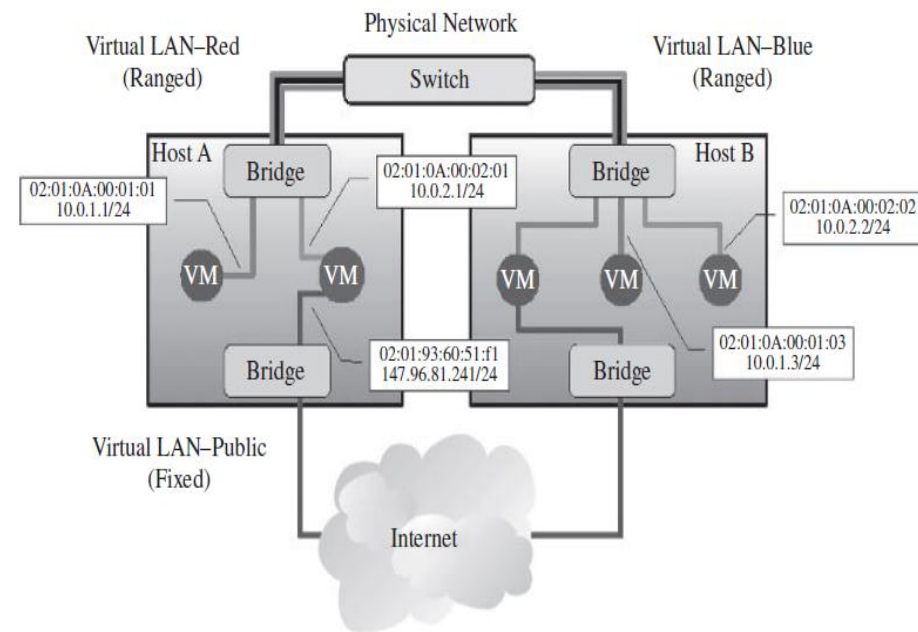 Physical Network
Virtual LAN–Red
(Ranged)
Virtual LAN–Blue
(Ranged)
Switch
Host A
Bridge
02:01:0A:00:01:01
10.0.1.1/24
02:01:0A:00:02:01
10.0.2.1/24
VM
VM
Bridge
02:01:93:60:51:f1
147.96.81.241/24
Host B
Bridge
02:01:0A:00:02:02
10.0.2.2/24
VM
VM
VM
02:01:0A:00:01:03
10.0.1.3/24
Bridge
Virtual LAN–Public
(Fixed)
Internet